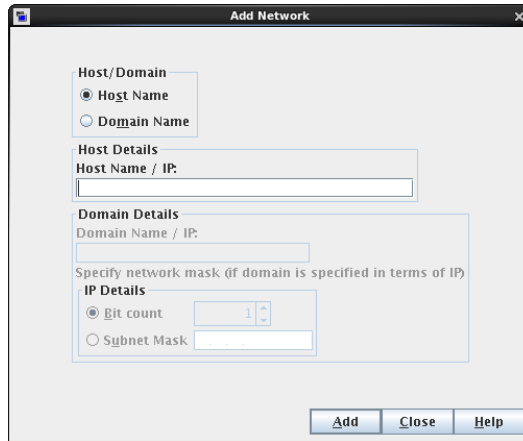 Add Network
Host/Domain
Host Name
Domain Name
Host Details
Host Name / IP:
Domain Details
Domain Name / IP:
Specify network mask (if domain is specified in terms of IP)
IP Details
Bit count 1
Subnet Mask . . .
Add Close Help